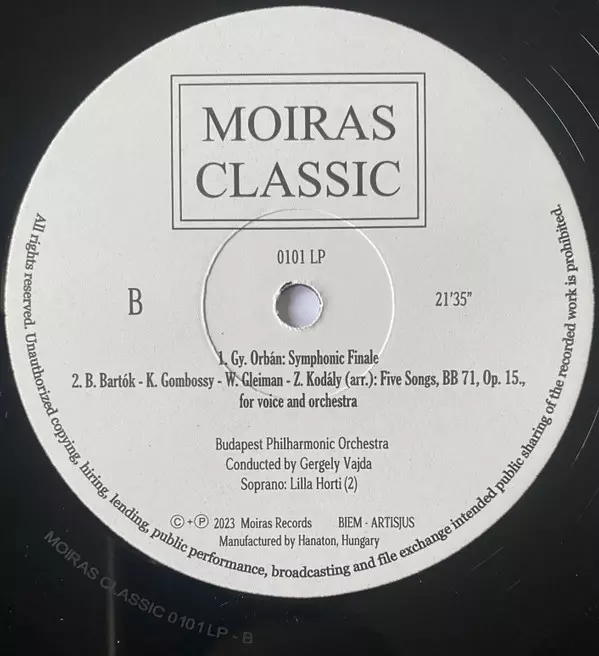 MOIRAS
CLASSIC
0101 LP
B
21'35"
1. Gy. Orbán: Symphonic Finale
2. B. Bartók - K. Gombossy - W. Gleiman - Z. Kodály (arr.): Five Songs, BB 71, Op. 15.,
for voice and orchestra
Budapest Philharmonic Orchestra
Conducted by Gergely Vajda
Soprano: Lilla Horti (2)
©+℗ 2023 Moiras Records BIEM · ARTISJUS
Manufactured by Hanaton, Hungary
All rights reserved. Unauthorized copying, hiring, lending, public performance, broadcasting and file exchange intended public sharing of the recorded work is prohibited.
MOIRAS CLASSIC 0101 LP - B